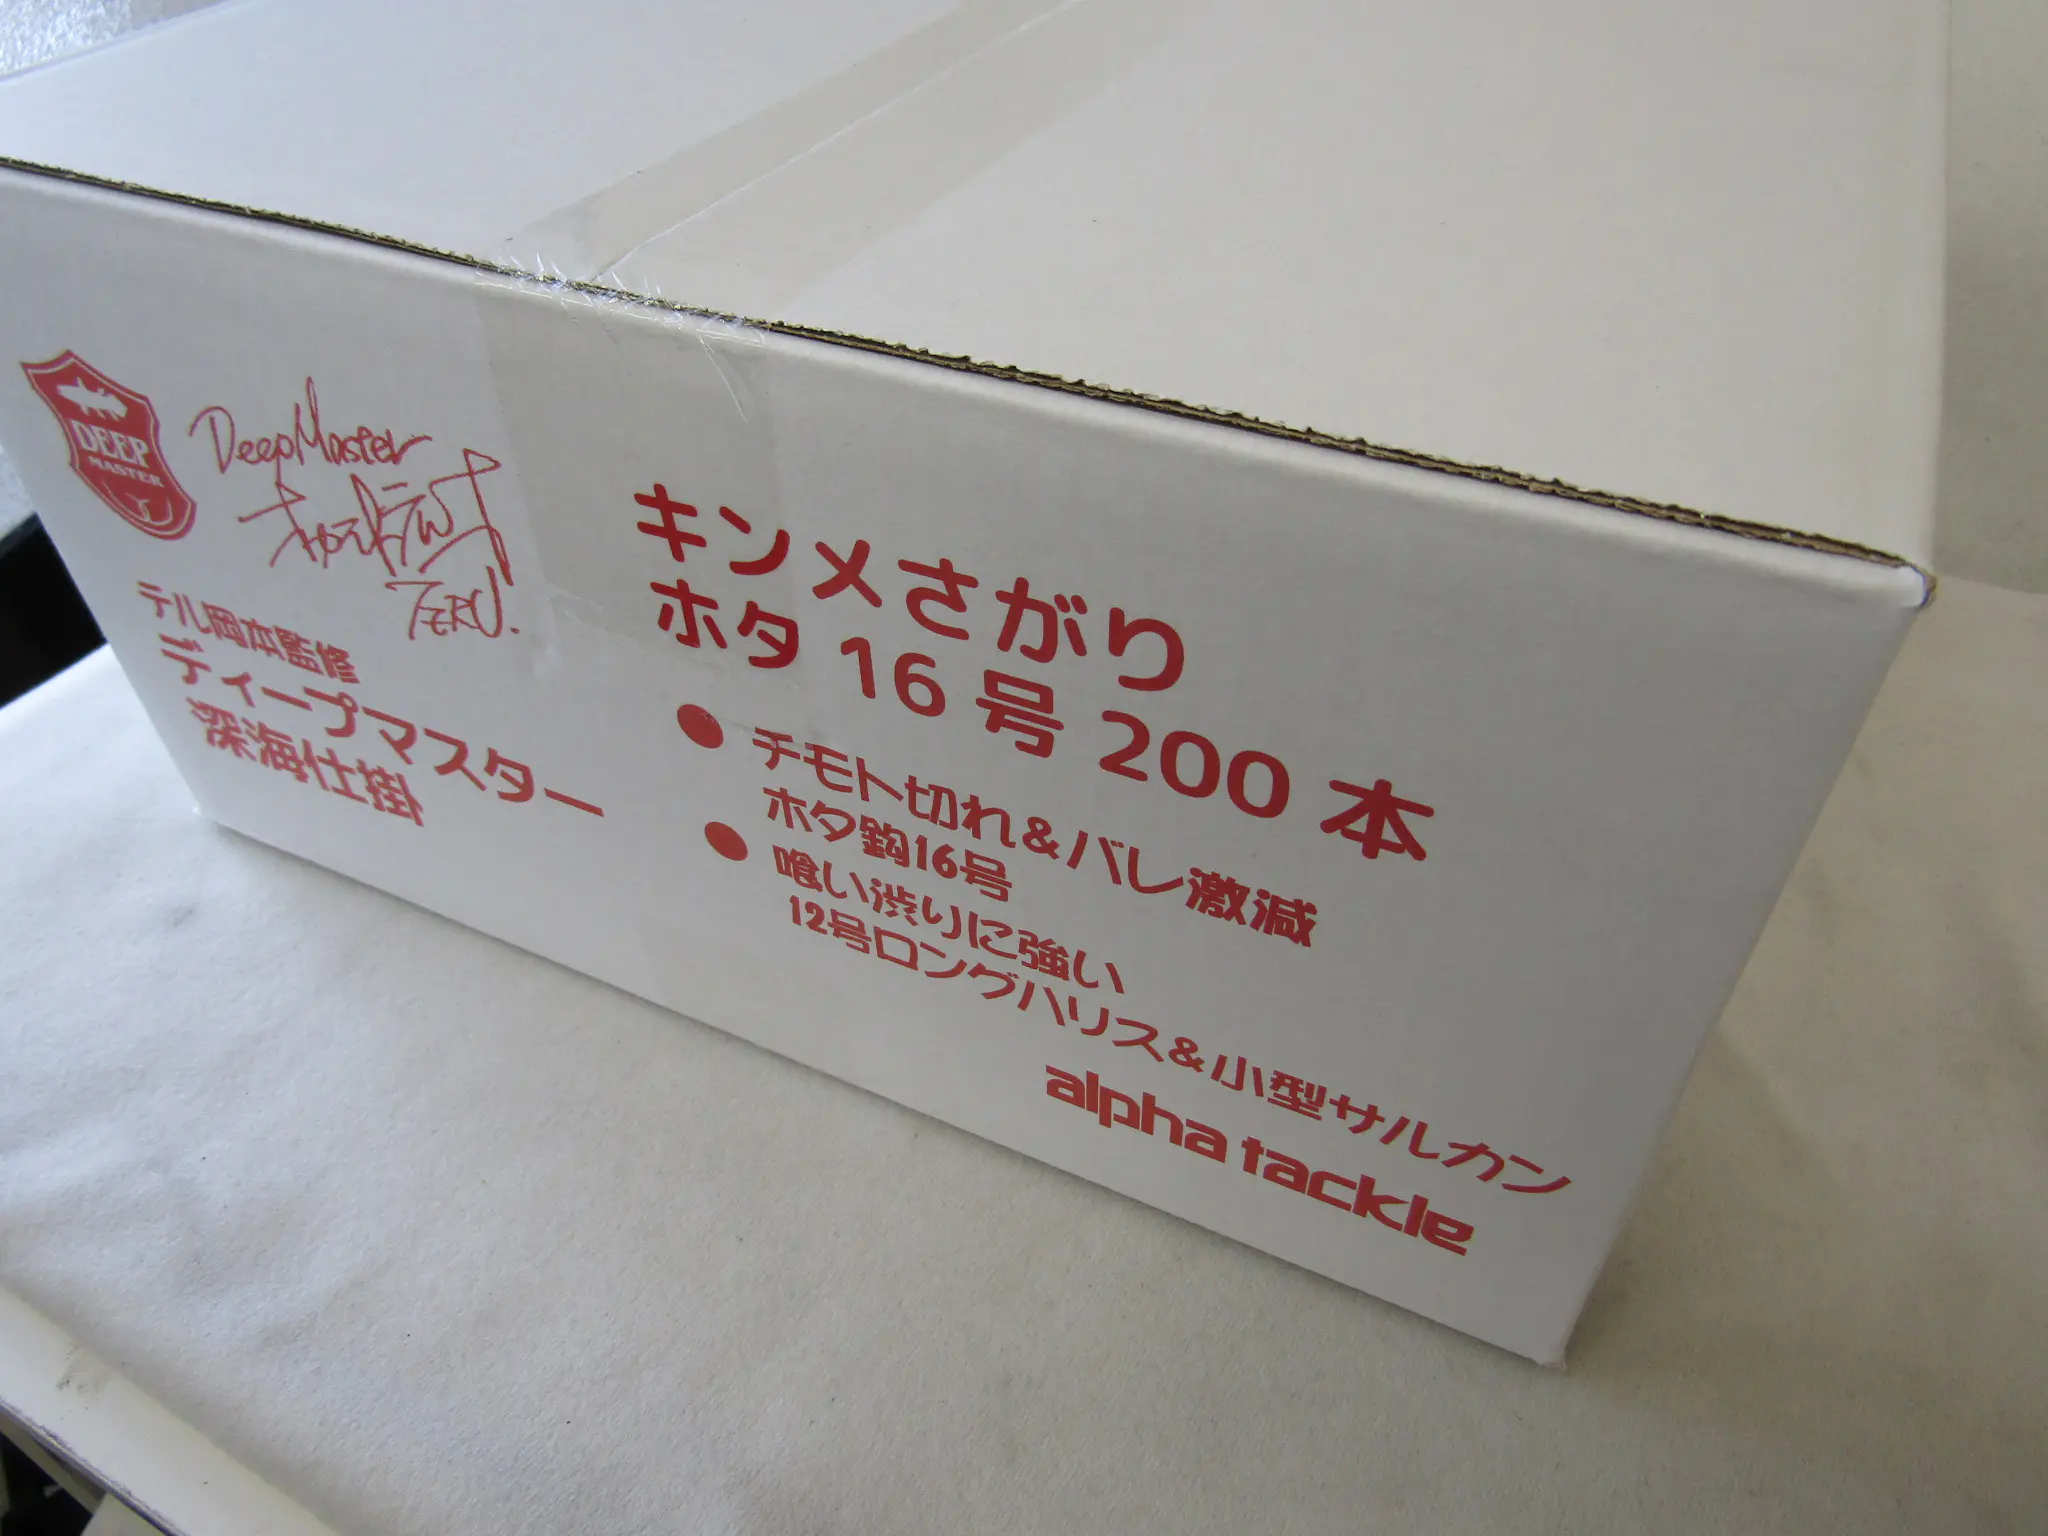 DEEP
MASTER
DeepMaster
TERU.
テル岡本監修
ディープマスター
深海仕掛
キンメさがり
ホタ 16 号 200 本
● チモト切れ&バレ激減
ホタ鈎16号
● 喰い渋りに強い
12号ロングハリス&小型サルカン
alpha tackle